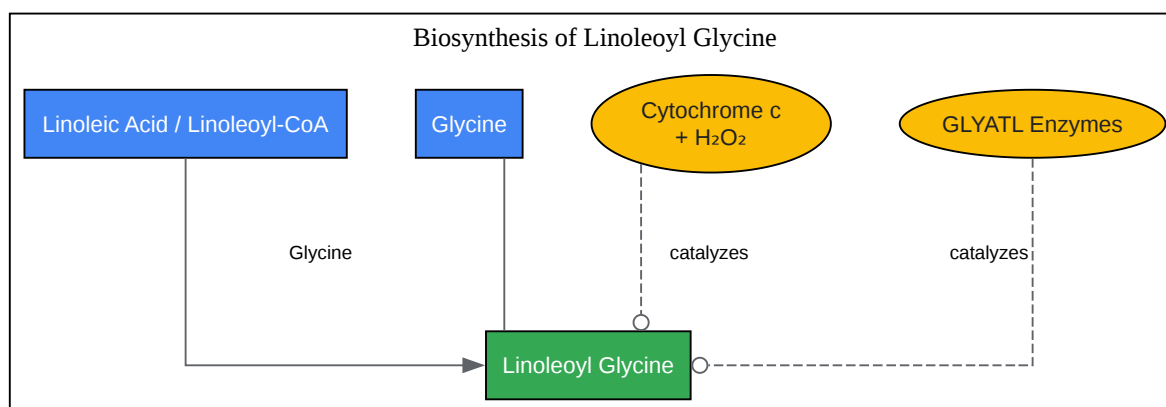 Biosynthesis of Linoleoyl Glycine
Linoleic Acid / Linoleoyl-CoA
Glycine
Cytochrome c
+ H₂O₂
GLYATL Enzymes
Glycine
catalyzes
catalyzes
Linoleoyl Glycine